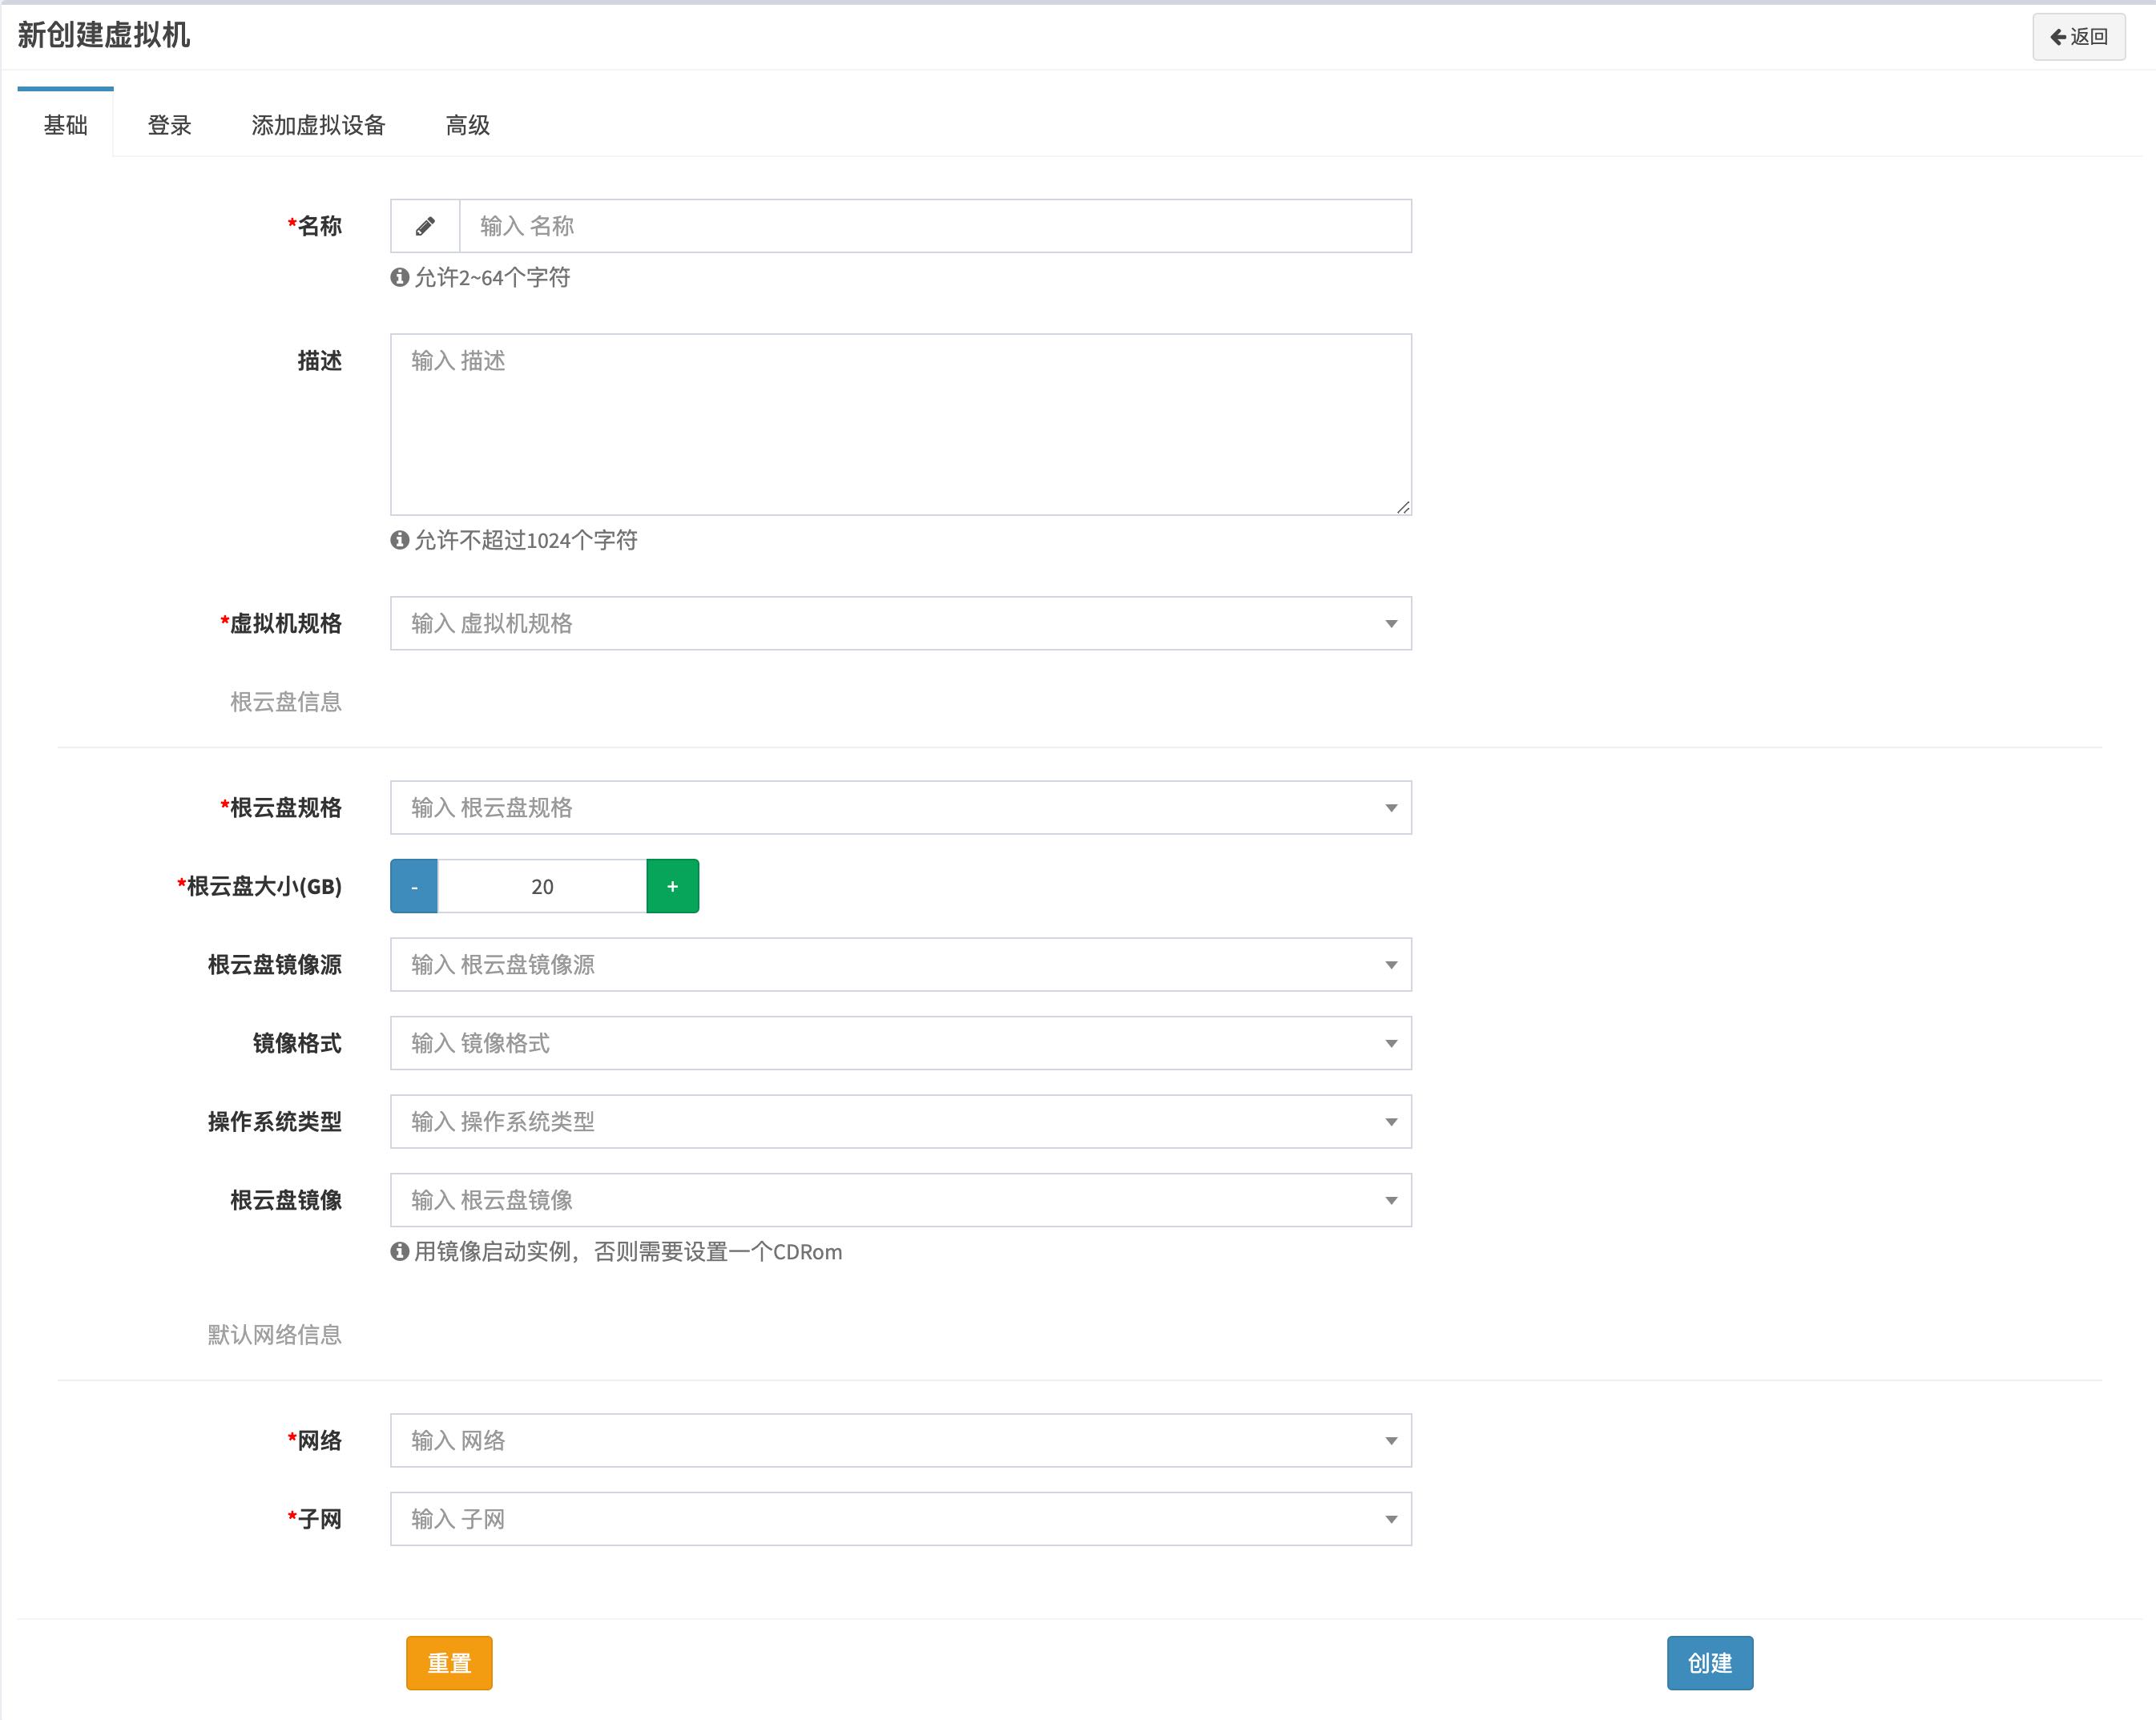 新创建虚拟机
返回
基础 登录 添加虚拟设备 高级
*名称 输入 名称
允许2~64个字符
描述 输入 描述
允许不超过1024个字符
*虚拟机规格 输入 虚拟机规格
根云盘信息
*根云盘规格 输入 根云盘规格
*根云盘大小(GB) - 20 +
根云盘镜像源 输入 根云盘镜像源
镜像格式 输入 镜像格式
操作系统类型 输入 操作系统类型
根云盘镜像 输入 根云盘镜像
用镜像启动实例，否则需要设置一个CDRom
默认网络信息
*网络 输入 网络
*子网 输入 子网
重置 创建